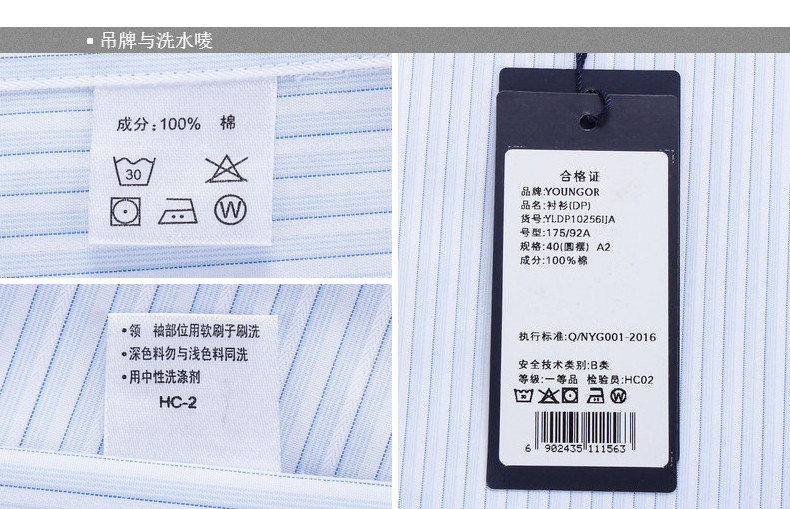 吊牌与洗水唛
成分:100% 棉
30
W
•领 袖部位用软刷子刷洗
•深色料勿与浅色料同洗
•用中性洗涤剂
HC-2
合格证
品牌:YOUNGOR
品名:衬衫(DP)
货号:YLDP10256IJA
号型:175/92A
规格:40(圆摆) A2
成分:100%棉
执行标准:Q/NYG001-2016
安全技术类别:B类
等级:一等品 检验员:HC02
W
6 902435 111563